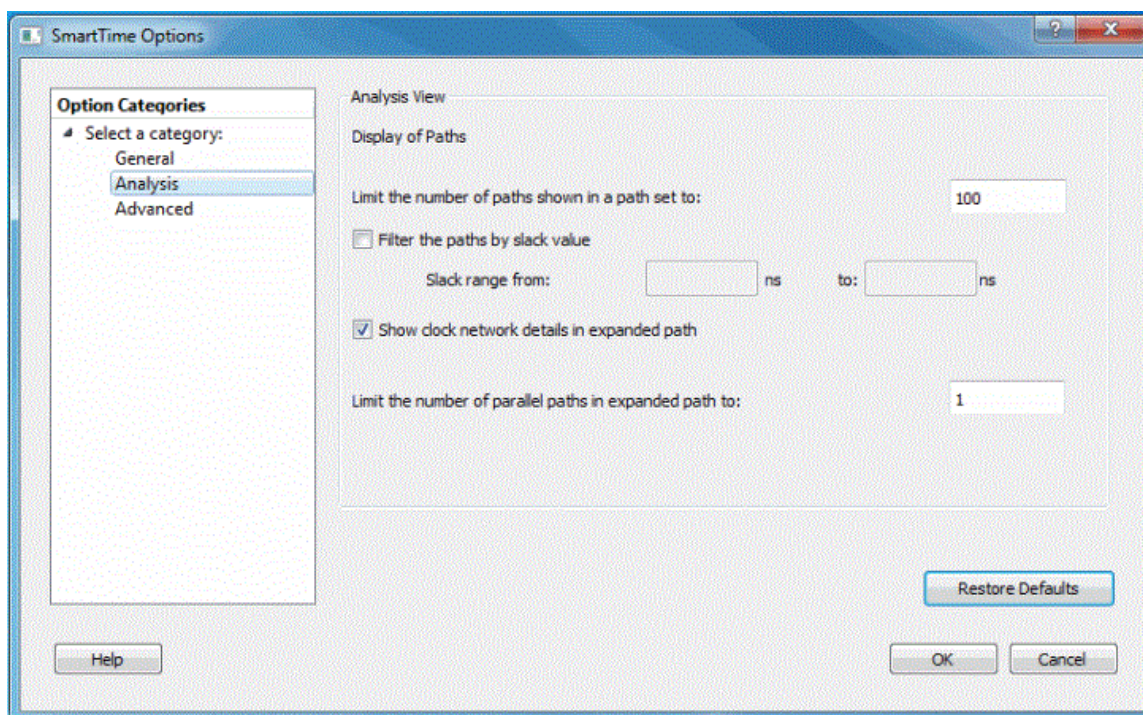 SmartTime Options
Option Categories
Select a category:
General
Analysis
Advanced
Analysis View
Display of Paths
Limit the number of paths shown in a path set to: 100
Filter the paths by slack value
Slack range from: ns to: ns
Show clock network details in expanded path
Limit the number of parallel paths in expanded path to: 1
Restore Defaults
Help OK Cancel